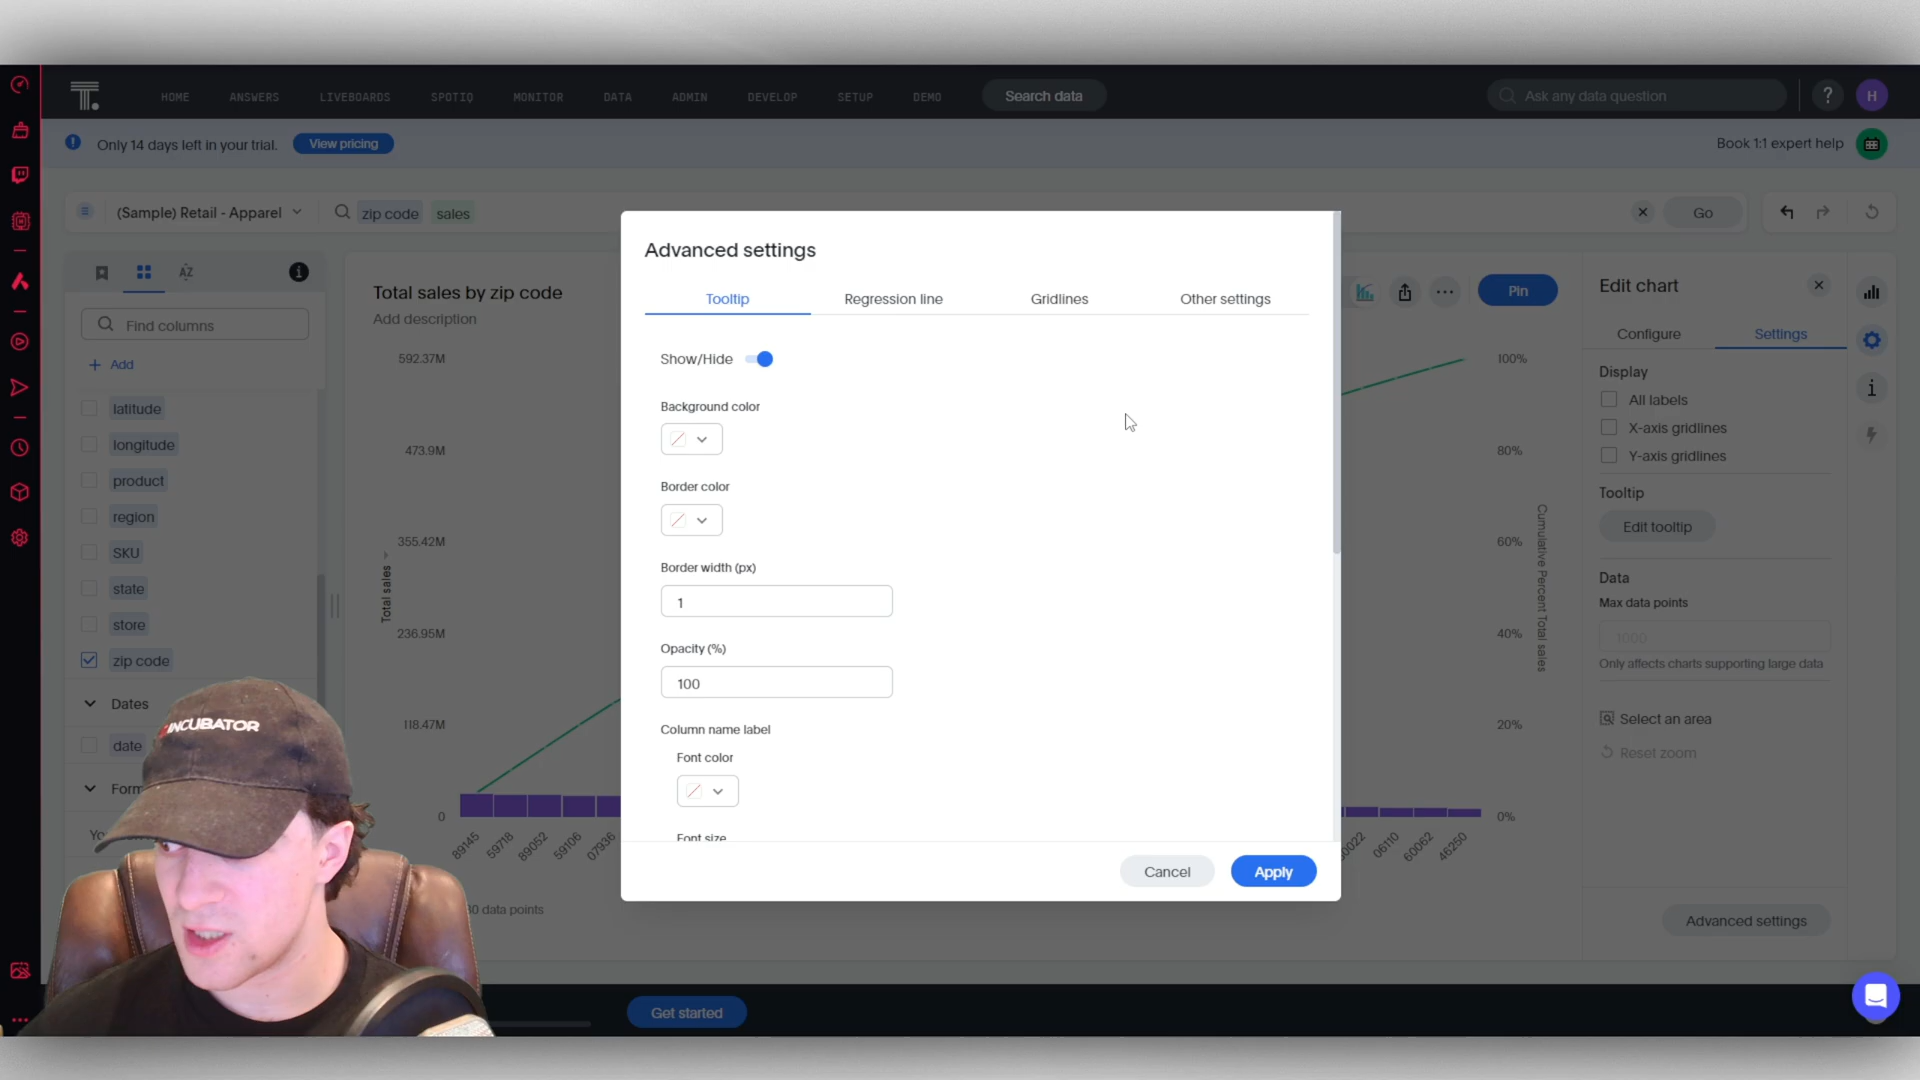 HOME ANSWERS LIVEBOARDS SPOTIQ MONITOR DATA ADMIN DEVELOP SETUP DEMO Search data Ask any data question ? H
Only 14 days left in your trial. View pricing Book 1:1 expert help
(Sample) Retail - Apparel zip code sales Go
Find columns
Add
latitude
longitude
product
region
SKU
state
store
zip code
Dates
date
Total sales by zip code
Add description
592.37M
473.9M
355.42M
236.95M
118.47M
0
Total sales
89145
59718
89052
59106
07936
06110
60062
46250
data points
100%
80%
60%
40%
20%
0%
Cumulative Percent Total sales
Pin
Advanced settings
Tooltip Regression line Gridlines Other settings
Show/Hide
Background color
Border color
Border width (px)
1
Opacity (%)
100
Column name label
Font color
Font size
Cancel Apply
Edit chart
Configure Settings
Display
All labels
X-axis gridlines
Y-axis gridlines
Tooltip
Edit tooltip
Data
Max data points
1000
Only affects charts supporting large data
Select an area
Reset zoom
Advanced settings
INCUBATOR
Get started